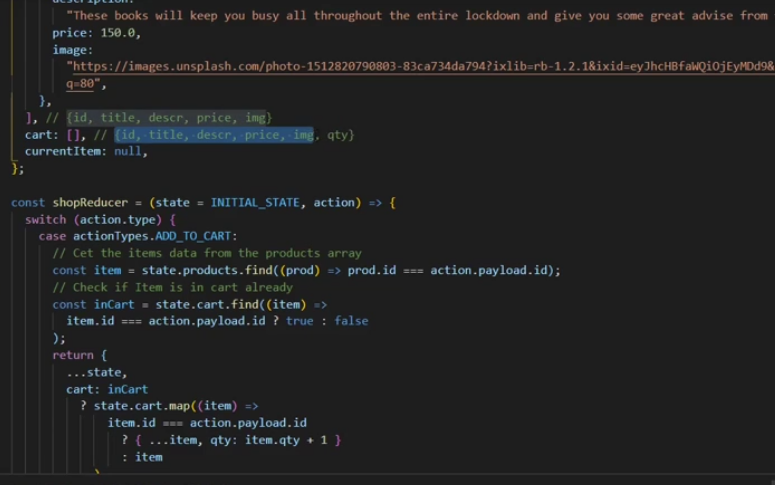 description:
"These books will keep you busy all throughout the entire lockdown and give you some great advise from
price: 150.0,
image:
"https://images.unsplash.com/photo-1512820790803-83ca734da794?ixlib=rb-1.2.1&ixid=eyJhcHBfaWQiOjEyMDd9&
q=80",
},
], // {id, title, descr, price, img}
cart: [], // {id, title, descr, price, img, qty}
currentItem: null,
};
const shopReducer = (state = INITIAL_STATE, action) => {
switch (action.type) {
case actionTypes.ADD_TO_CART:
// Cet the items data from the products array
const item = state.products.find((prod) => prod.id === action.payload.id);
// Check if Item is in cart already
const inCart = state.cart.find((item) =>
item.id === action.payload.id ? true : false
);
return {
...state,
cart: inCart
? state.cart.map((item) =>
item.id === action.payload.id
? { ...item, qty: item.qty + 1 }
: item
)